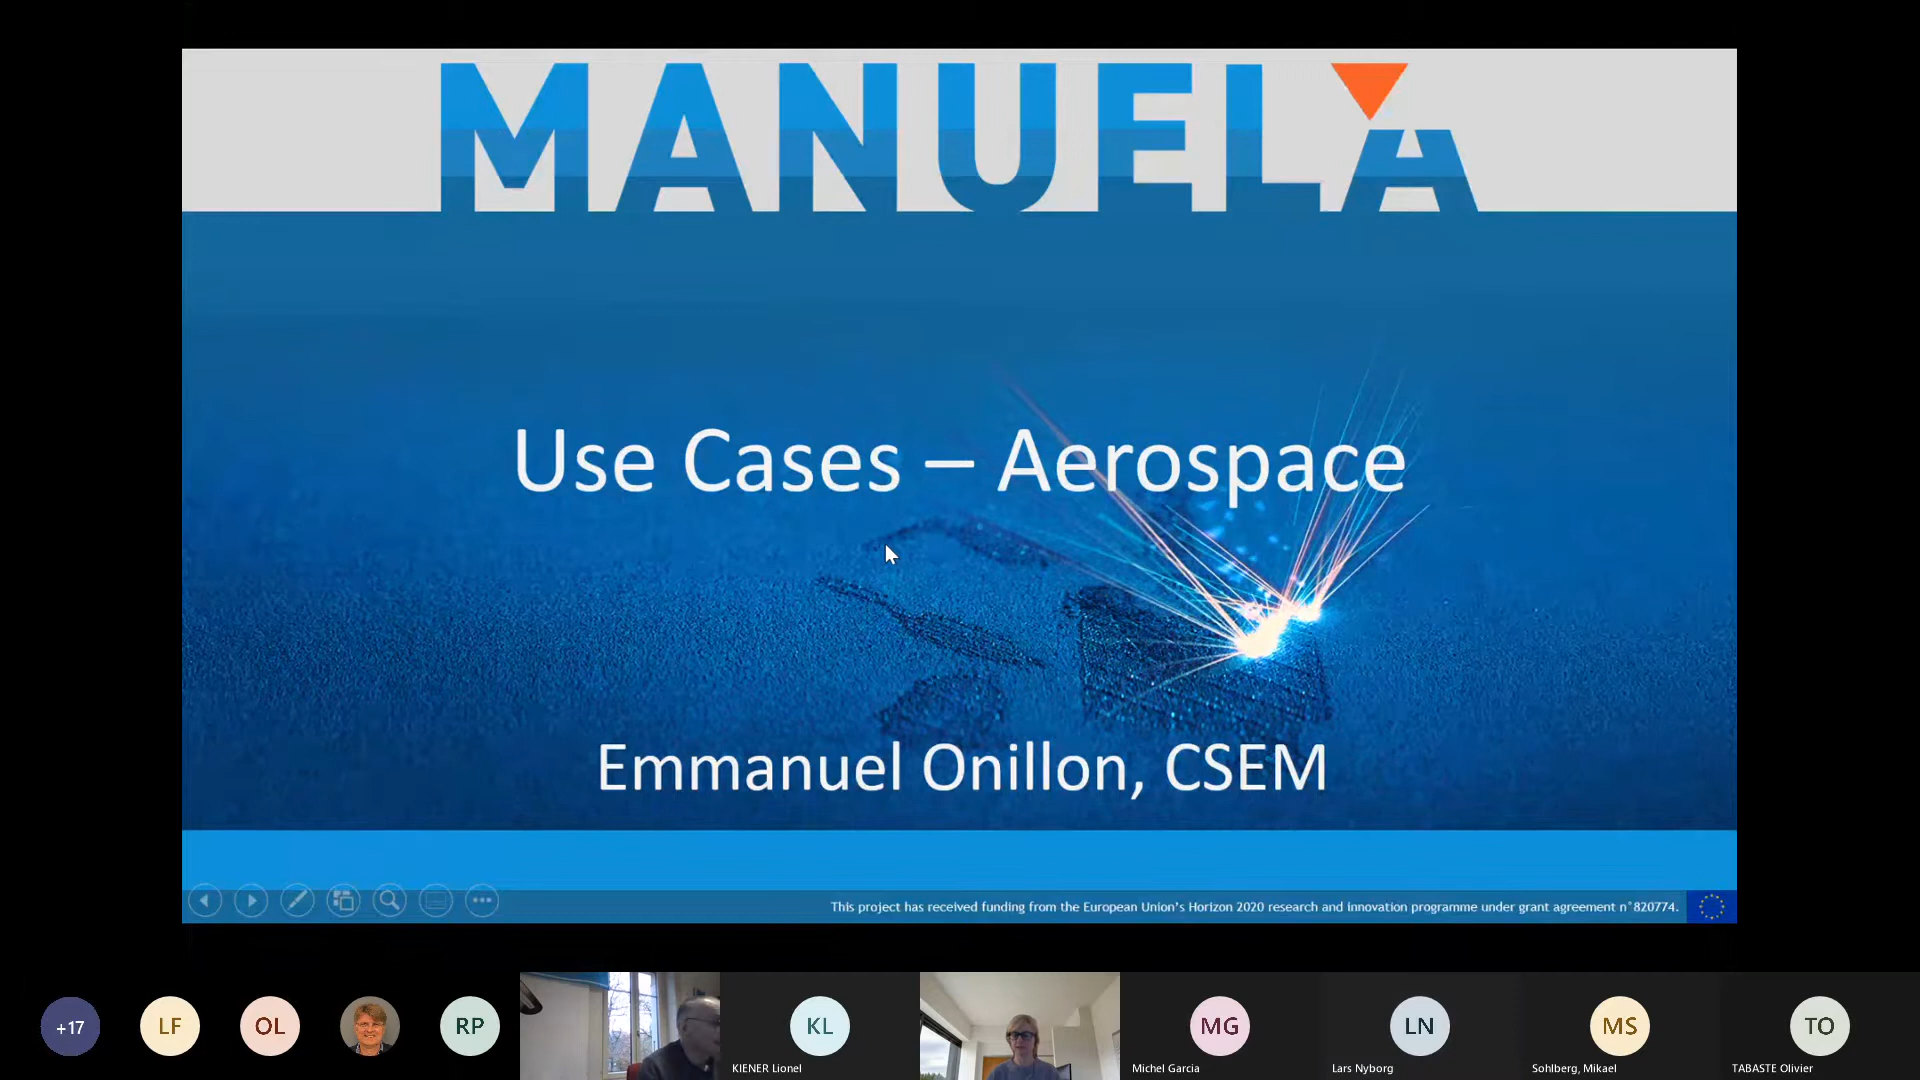 MANUELA
Use Cases – Aerospace
Emmanuel Onillon, CSEM
This project has received funding from the European Union's Horizon 2020 research and innovation programme under grant agreement n°820774.
+17
LF
OL
RP
KL
KIENER Lionel
MG
Michel Garcia
LN
Lars Nyborg
MS
Sohlberg, Mikael
TO
TABASTE Olivier